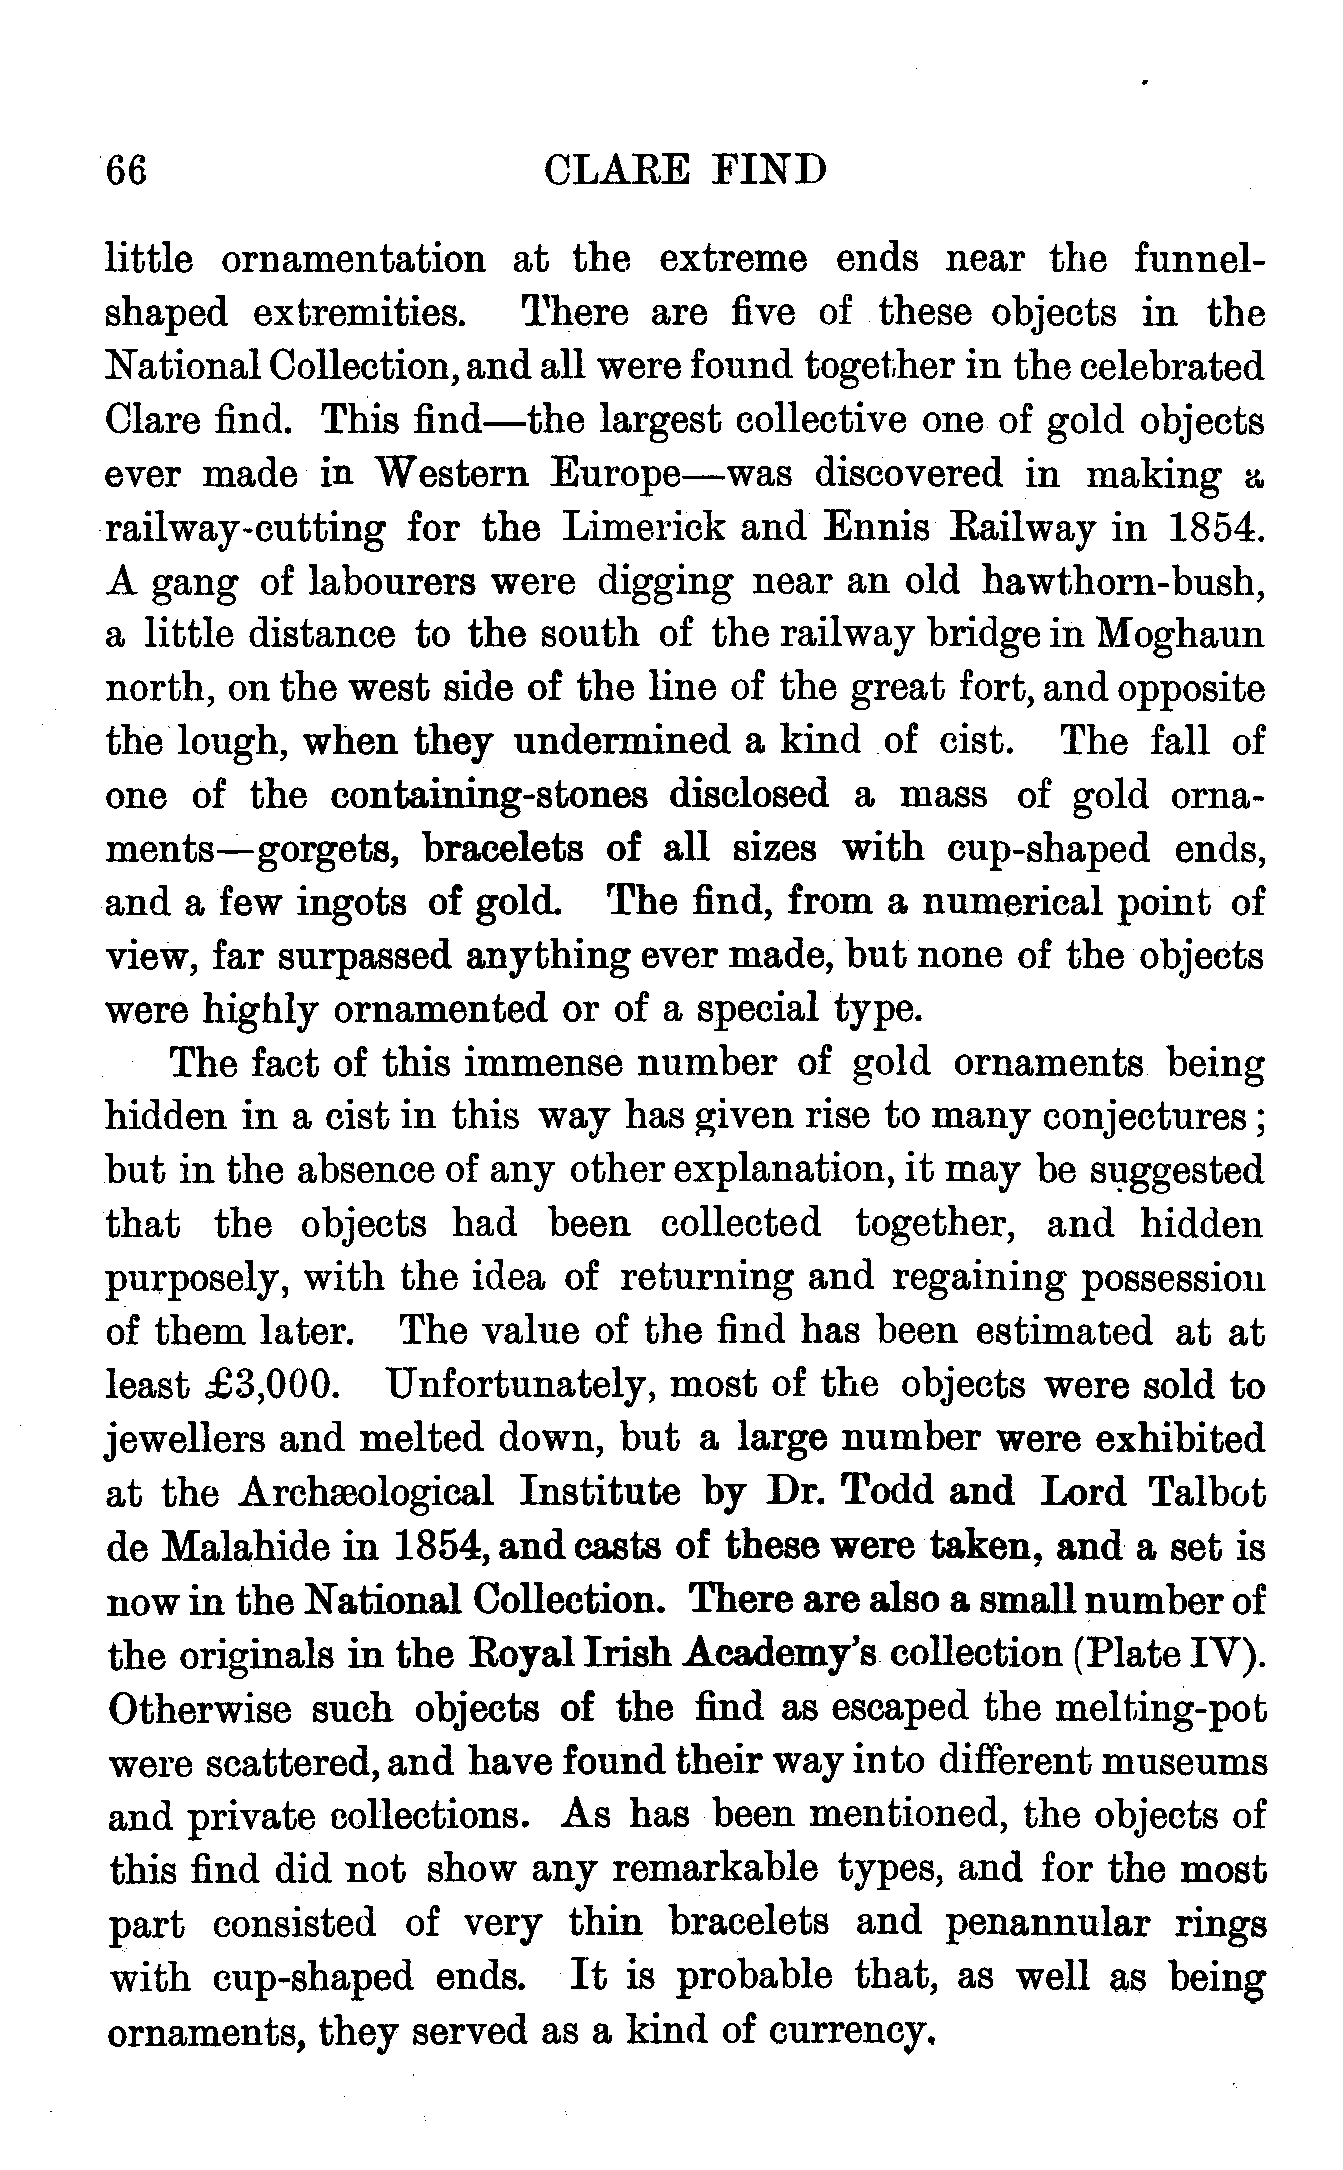 66 CLARE FIND
little ornamentation at the extreme ends near the funnel-
shaped extremities. There are five of these objects in the
National Collection, and all were found together in the celebrated
Clare find. This find—the largest collective one of gold objects
ever made in Western Europe—was discovered in making a
railway-cutting for the Limerick and Ennis Railway in 1854.
A gang of labourers were digging near an old hawthorn-bush,
a little distance to the south of the railway bridge in Moghaun
north, on the west side of the line of the great fort, and opposite
the lough, when they undermined a kind of cist. The fall of
one of the containing-stones disclosed a mass of gold orna-
ments—gorgets, bracelets of all sizes with cup-shaped ends,
and a few ingots of gold. The find, from a numerical point of
view, far surpassed anything ever made, but none of the objects
were highly ornamented or of a special type.
The fact of this immense number of gold ornaments being
hidden in a cist in this way has given rise to many conjectures ;
but in the absence of any other explanation, it may be suggested
that the objects had been collected together, and hidden
purposely, with the idea of returning and regaining possession
of them later. The value of the find has been estimated at at
least £3,000. Unfortunately, most of the objects were sold to
jewellers and melted down, but a large number were exhibited
at the Archæological Institute by Dr. Todd and Lord Talbot
de Malahide in 1854, and casts of these were taken, and a set is
now in the National Collection. There are also a small number of
the originals in the Royal Irish Academy's collection (Plate IV).
Otherwise such objects of the find as escaped the melting-pot
were scattered, and have found their way into different museums
and private collections. As has been mentioned, the objects of
this find did not show any remarkable types, and for the most
part consisted of very thin bracelets and penannular rings
with cup-shaped ends. It is probable that, as well as being
ornaments, they served as a kind of currency.